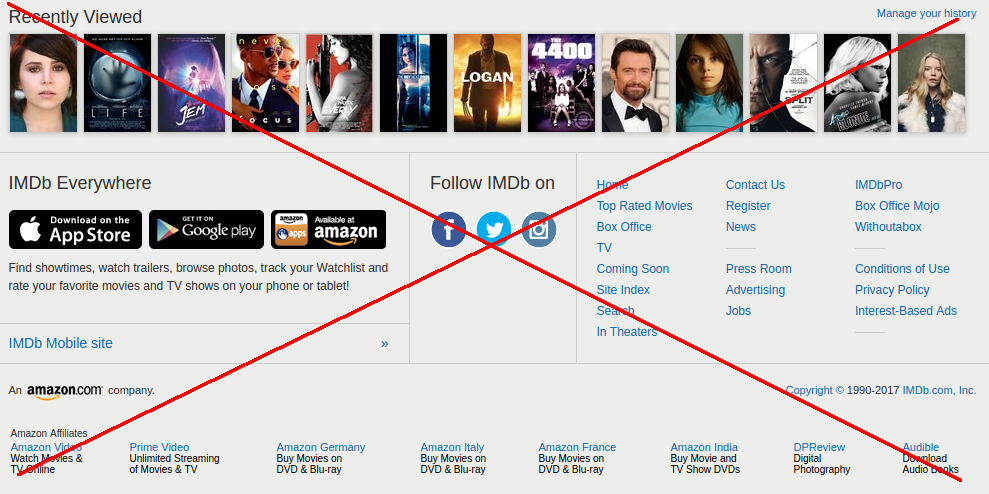 Recently Viewed
Manage your history
LIFE
JEM
FOCUS
LOGAN
THE
4400
SPLIT
ATOMIC
BLONDE
IMDb Everywhere
Download on the
App Store
GET IT ON
Google play
amazon
apps
Available at
amazon
Find showtimes, watch trailers, browse photos, track your Watchlist and
rate your favorite movies and TV shows on your phone or tablet!
IMDb Mobile site »
Follow IMDb on
Home
Top Rated Movies
Box Office
TV
Coming Soon
Site Index
Search
In Theaters
Contact Us
Register
News
Press Room
Advertising
Jobs
IMDbPro
Box Office Mojo
Withoutabox
Conditions of Use
Privacy Policy
Interest-Based Ads
An amazon.com company.
Copyright © 1990-2017 IMDb.com, Inc.
Amazon Affiliates
Amazon Video
Watch Movies &
TV Online
Prime Video
Unlimited Streaming
of Movies & TV
Amazon Germany
Buy Movies on
DVD & Blu-ray
Amazon Italy
Buy Movies on
DVD & Blu-ray
Amazon France
Buy Movies on
DVD & Blu-ray
Amazon India
Buy Movie and
TV Show DVDs
DPReview
Digital
Photography
Audible
Download
Audio Books